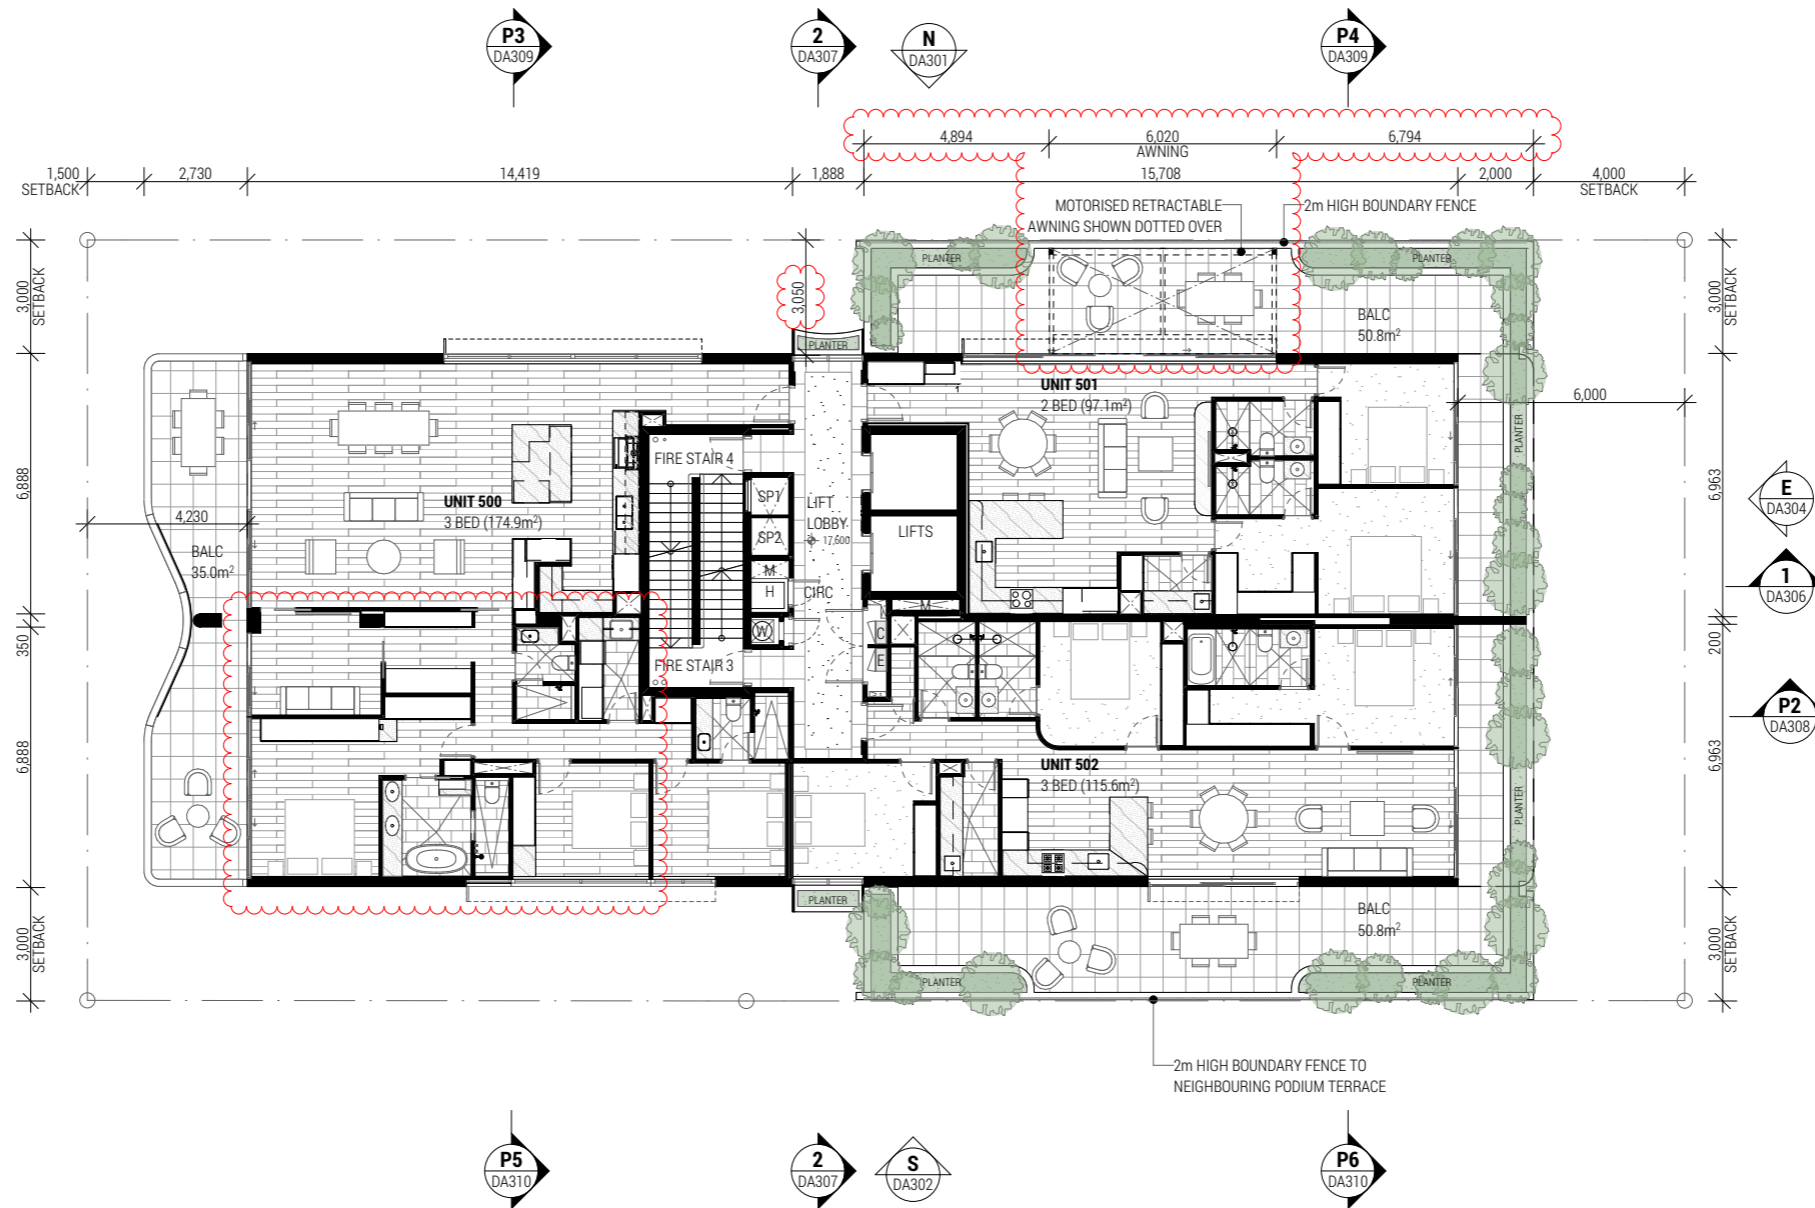 P3
DA309
2
DA307
N
DA301
P4
DA309
4,894
6,020
6,794
AWNING
1,500
SETBACK
2,730
14,419
1,888
15,708
2,000
4,000
SETBACK
MOTORISED RETRACTABLE
AWNING SHOWN DOTTED OVER
2m HIGH BOUNDARY FENCE
3,000
SETBACK
3,050
PLANTER
PLANTER
3,000
SETBACK
BALC
50.8m²
PLANTER
UNIT 501
2 BED (97.1m²)
6,000
PLANTER
FIRE STAIR 4
UNIT 500
3 BED (174.9m²)
SP1
SP2
LIFT
LOBBY
17,600
LIFTS
6,888
4,230
BALC
35.0m²
M
H
CIRC
6,963
E
DA304
1
DA306
M
W
C
E
350
FIRE STAIR 3
200
P2
DA308
6,888
UNIT 502
3 BED (115.6m²)
6,963
PLANTER
PLANTER
BALC
50.8m²
3,000
SETBACK
3,000
SETBACK
PLANTER
PLANTER
2m HIGH BOUNDARY FENCE TO
NEIGHBOURING PODIUM TERRACE
P5
DA310
2
DA307
S
DA302
P6
DA310